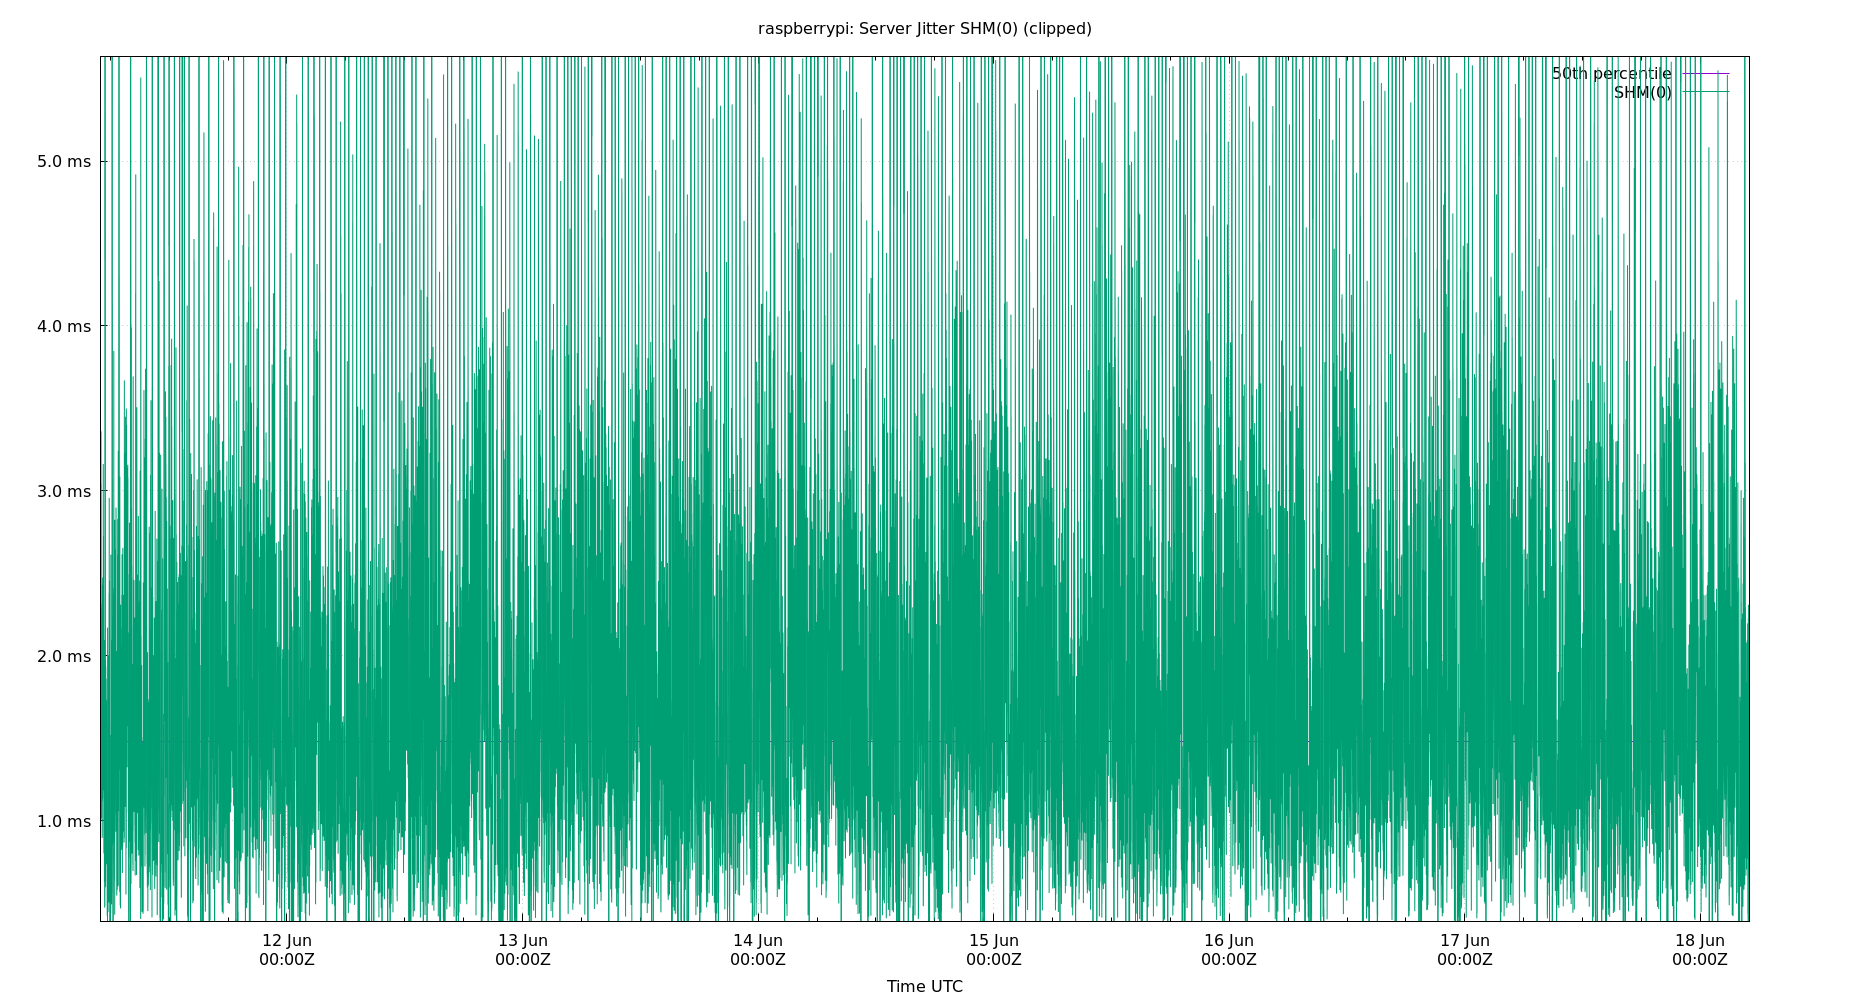 raspberrypi: Server Jitter SHM(0) (clipped)
50th percentile
SHM(0)
5.0 ms
4.0 ms
3.0 ms
2.0 ms
1.0 ms
12 Jun 13 Jun 14 Jun 15 Jun 16 Jun 17 Jun 18 Jun
00:00Z 00:00Z 00:00Z 00:00Z 00:00Z 00:00Z 00:00Z
Time UTC